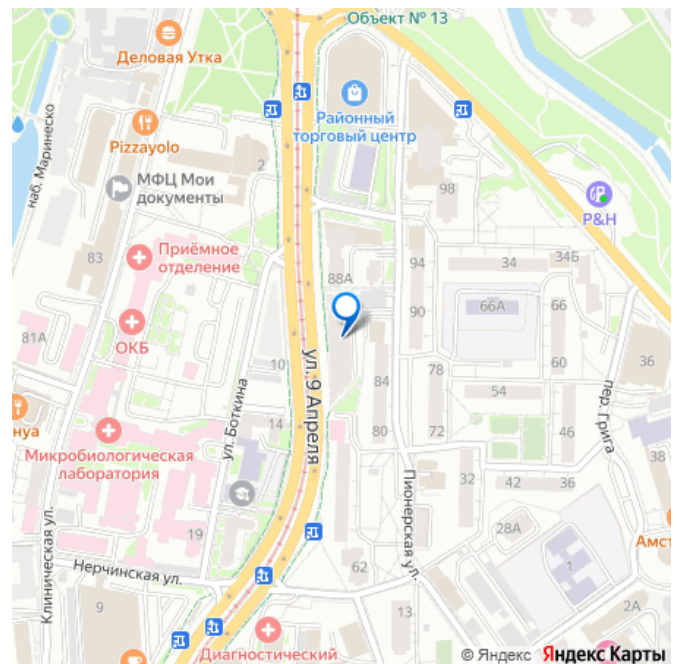 Объект № 13
Деловая Утка
Районный
торговый центр
наб. Маринеско
Pizzayolo
2
МФЦ Мои
документы
98
P&H
83
Приёмное
отделение
88А
94
34
34Б
90
66А
66
ОКБ
81А
10
ул. 9 Апреля
78
60
36
84
54
ул. Боткина
пер. Грига
14
80
72
46
Микробиологическая
лаборатория
32
42
36
38
Пионерская ул.
Клиническая ул.
19
28А
Нерчинская ул.
62
1
9
13
2А
Диагностический
© Яндекс Яндекс Карты